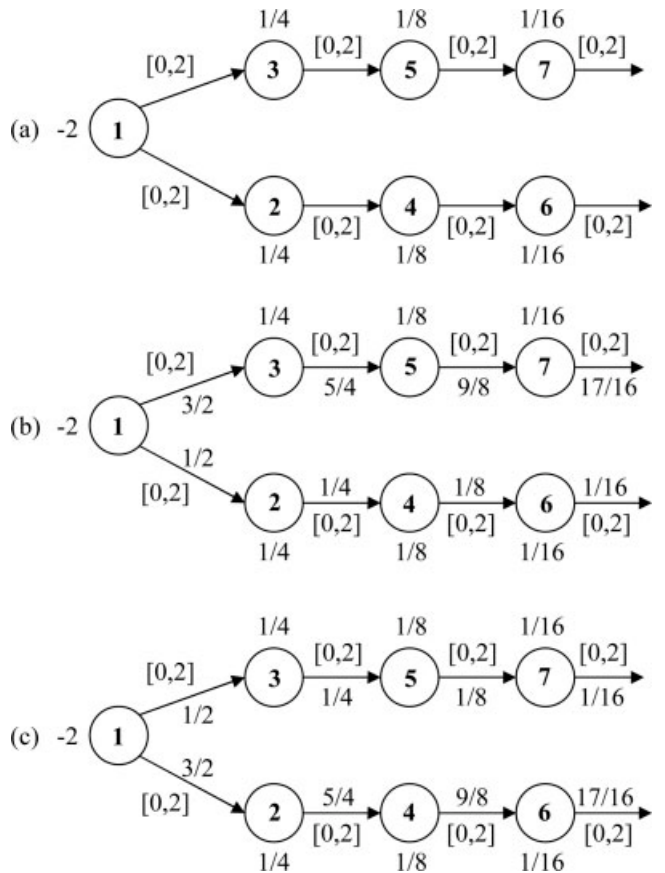 1/4 1/8 1/16
[0,2] [0,2] [0,2] [0,2]
3 5 7
(a) -2 1
[0,2]
2 4 6
[0,2] [0,2] [0,2]
1/4 1/8 1/16
1/4 1/8 1/16
[0,2] [0,2] [0,2] [0,2]
3 5 7
3/2 5/4 9/8 17/16
(b) -2 1
1/2
[0,2] 1/4 1/8 1/16
2 4 6
[0,2] [0,2] [0,2]
1/4 1/8 1/16
1/4 1/8 1/16
[0,2] [0,2] [0,2] [0,2]
3 5 7
1/2 1/4 1/8 1/16
(c) -2 1
3/2
[0,2] 5/4 9/8 17/16
2 4 6
[0,2] [0,2] [0,2]
1/4 1/8 1/16